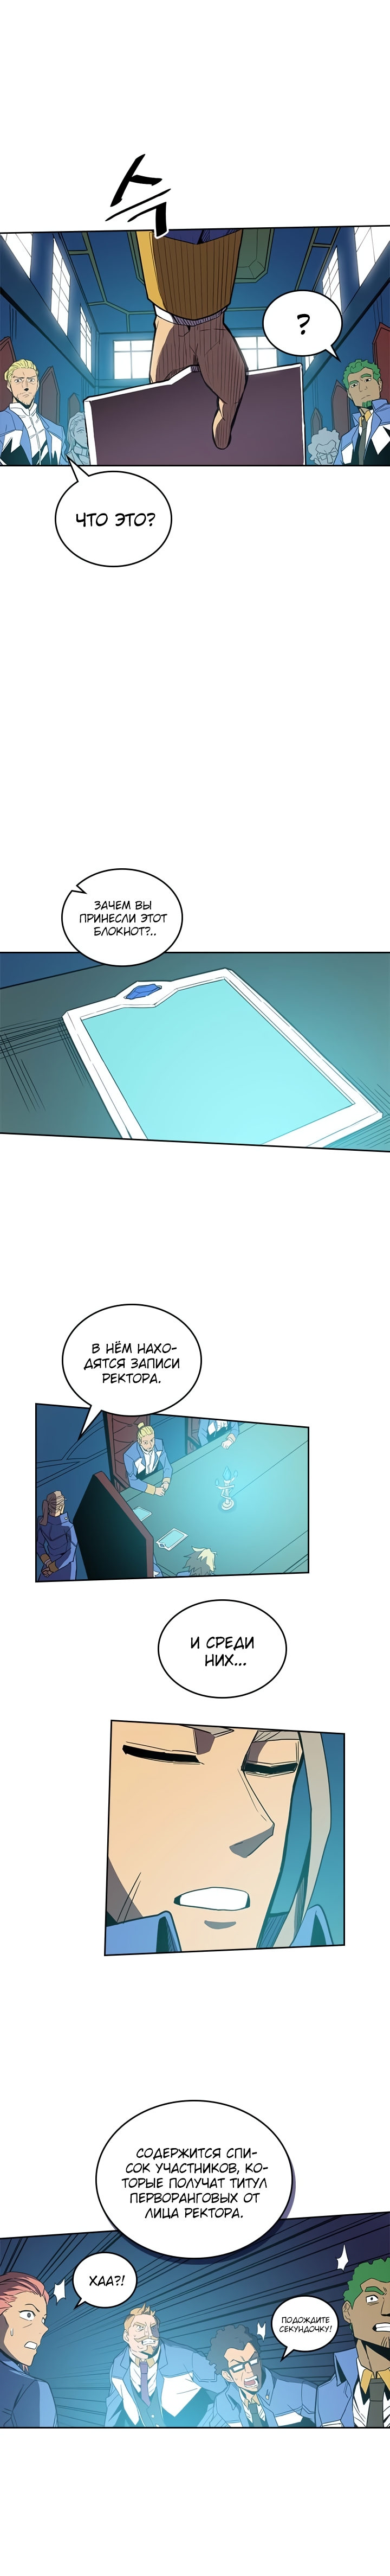 슥
?
ЧТО ЭТО?
ЗАЧЕМ ВЫ
ПРИНЕСЛИ ЭТОТ
БЛОКНОТ?..
В НЁМ НАХО-
ДЯТСЯ ЗАПИСИ
РЕКТОРА.
И СРЕДИ
НИХ...
СОДЕРЖИТСЯ СПИ-
СОК УЧАСТНИКОВ, КО-
ТОРЫЕ ПОЛУЧАТ ТИТУЛ
ПЕРВОРАНГОВЫХ ОТ
ЛИЦА РЕКТОРА.
ХАА?!
ПОДОЖДИТЕ
СЕКУНДОЧКУ!